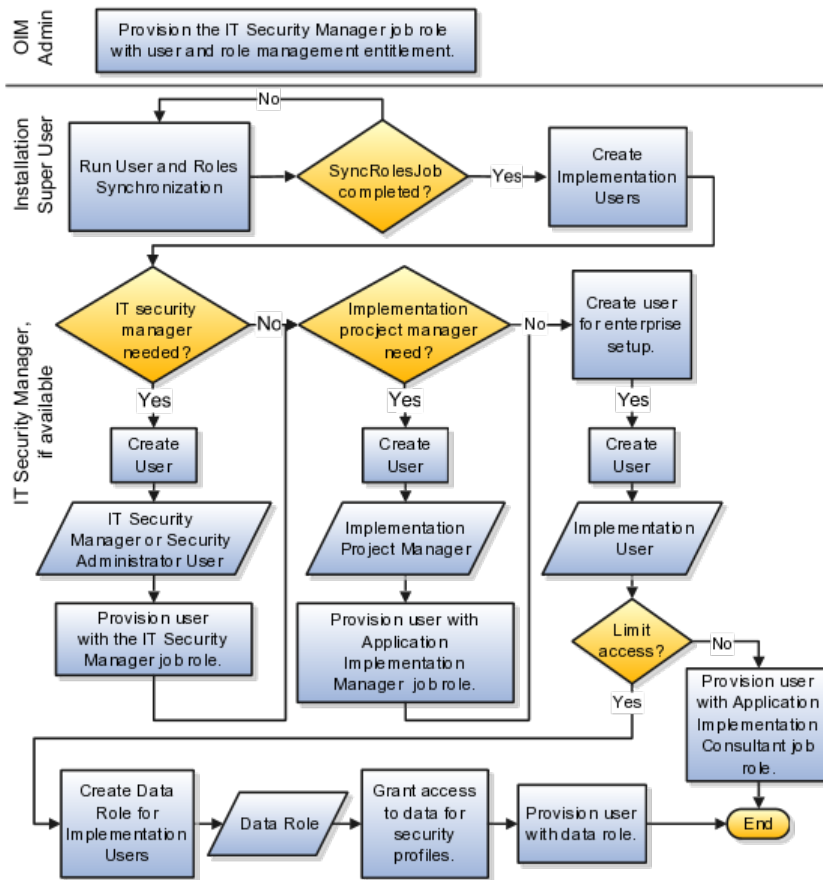 OIM
Admin
Provision the IT Security Manager job role
with user and role management entitlement.
Installation
Super User
No
Run User and Roles
Synchronization
SyncRolesJob
completed?
Yes
Create
Implementation
Users
IT Security Manager,
if available
IT security
manager
needed?
No
Implementation
procject manager
need?
No
Create user
for enterprise
setup.
Yes
Yes
Yes
Create
User
Create
User
Create
User
IT Security
Manager or Security
Administrator User
Implementation
Project Manager
Implementation
User
Provision user
with the IT Security
Manager job role.
Provision user with
Application
Implementation
Manager job role.
Limit
access?
No
Yes
Provision user
with Application
Implementation
Consultant job
role.
Create Data
Role for
Implementation
Users
Data Role
Grant access
to data for
security
profiles.
Provision user
with data role.
End